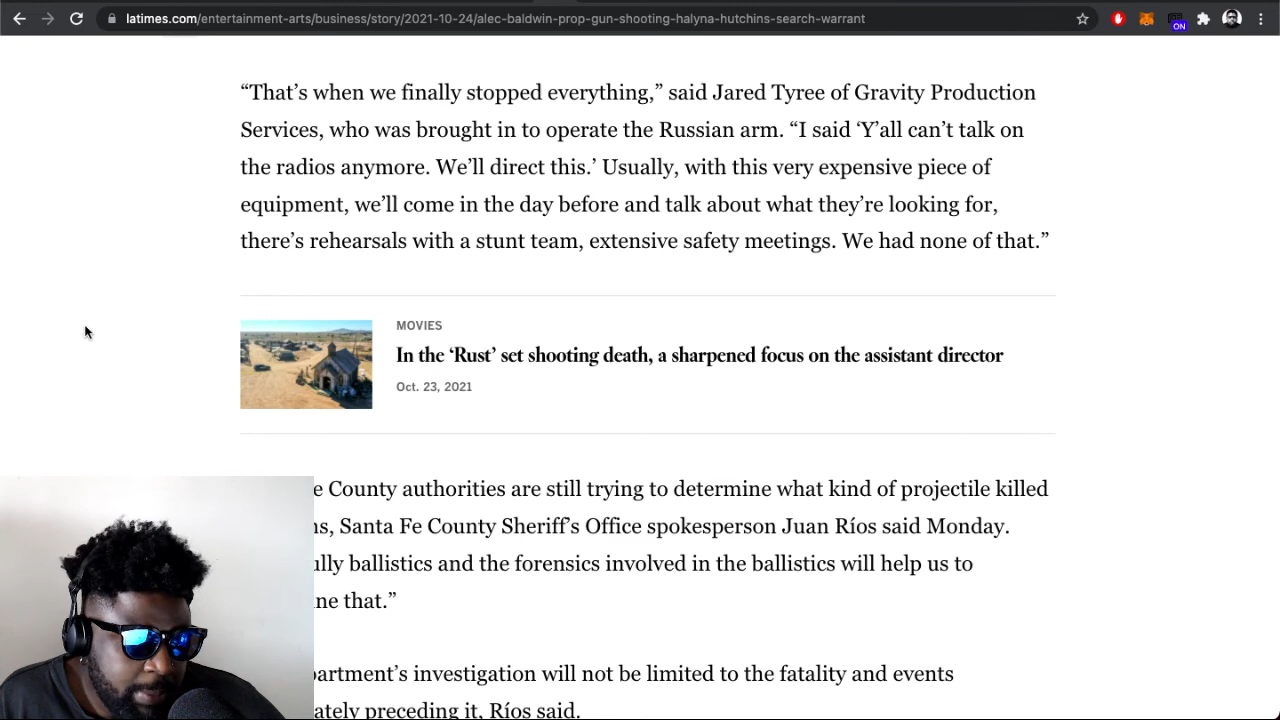 latimes.com/entertainment-arts/business/story/2021-10-24/alec-baldwin-prop-gun-shooting-halyna-hutchins-search-warrant
ON
“That’s when we finally stopped everything,” said Jared Tyree of Gravity Production
Services, who was brought in to operate the Russian arm. “I said ‘Y’all can’t talk on
the radios anymore. We’ll direct this.’ Usually, with this very expensive piece of
equipment, we’ll come in the day before and talk about what they’re looking for,
there’s rehearsals with a stunt team, extensive safety meetings. We had none of that.”
MOVIES
In the ‘Rust’ set shooting death, a sharpened focus on the assistant director
Oct. 23, 2021
e County authorities are still trying to determine what kind of projectile killed
ns, Santa Fe County Sheriff’s Office spokesperson Juan Ríos said Monday.
ully ballistics and the forensics involved in the ballistics will help us to
ine that.”
partment’s investigation will not be limited to the fatality and events
ately preceding it, Ríos said.